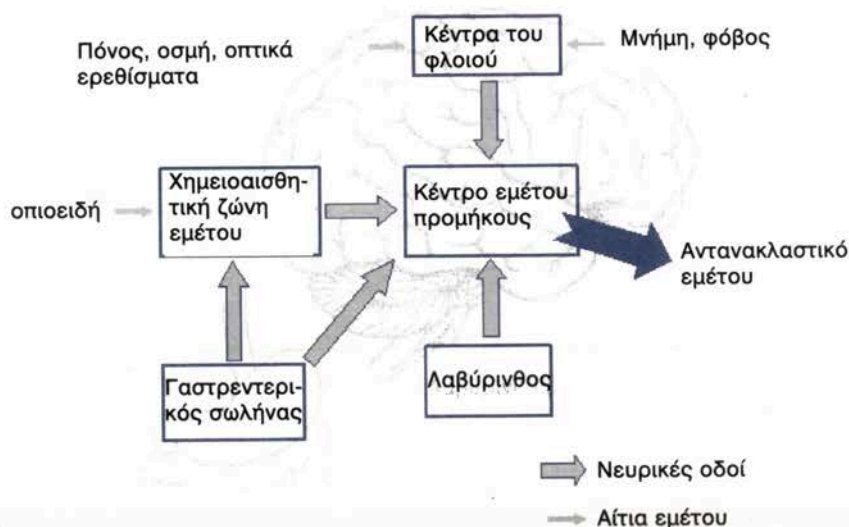 Πόνος, οσμή, οπτικά
ερεθίσματα
Κέντρα του
φλοιού
Μνήμη, φόβος
οπιοειδή
Χημειοαισθη-
τική ζώνη
εμέτου
Κέντρο εμέτου
προμήκους
Αντανακλαστικό
εμέτου
Γαστρεντερι-
κός σωλήνας
Λαβύρινθος
Νευρικές οδοί
Αίτια εμέτου